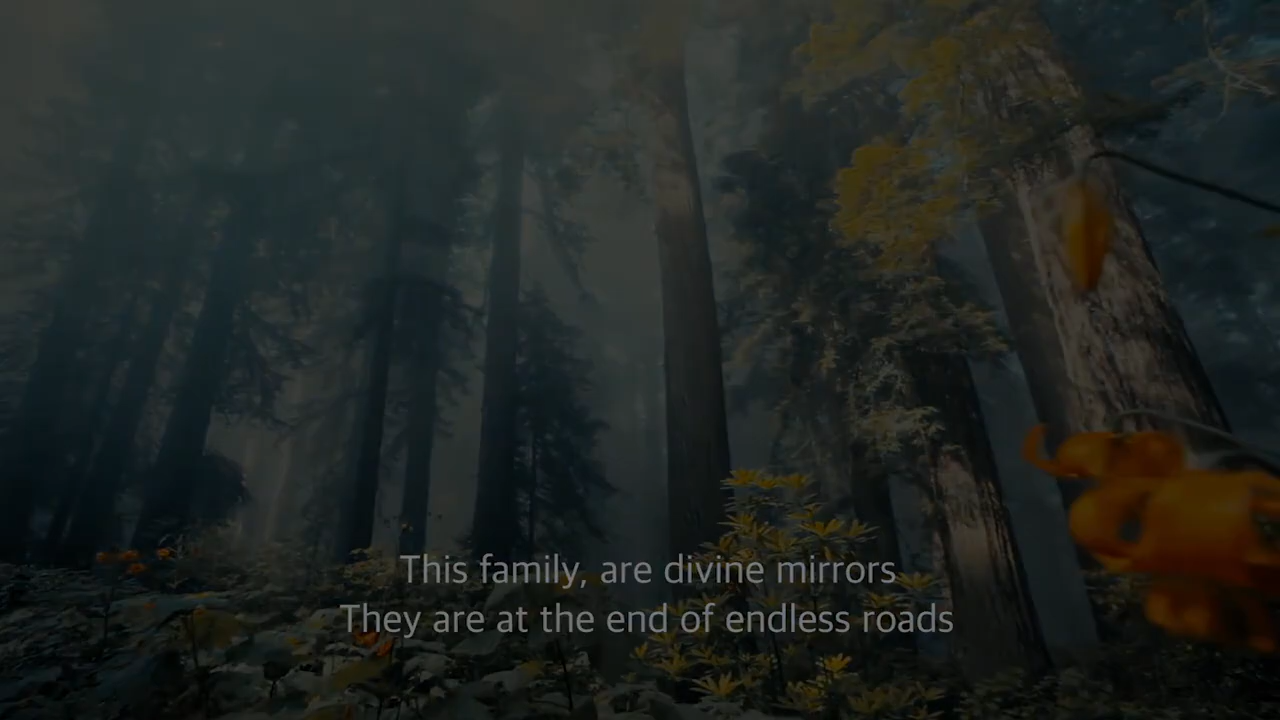 This family, are divine mirrors
They are at the end of endless roads